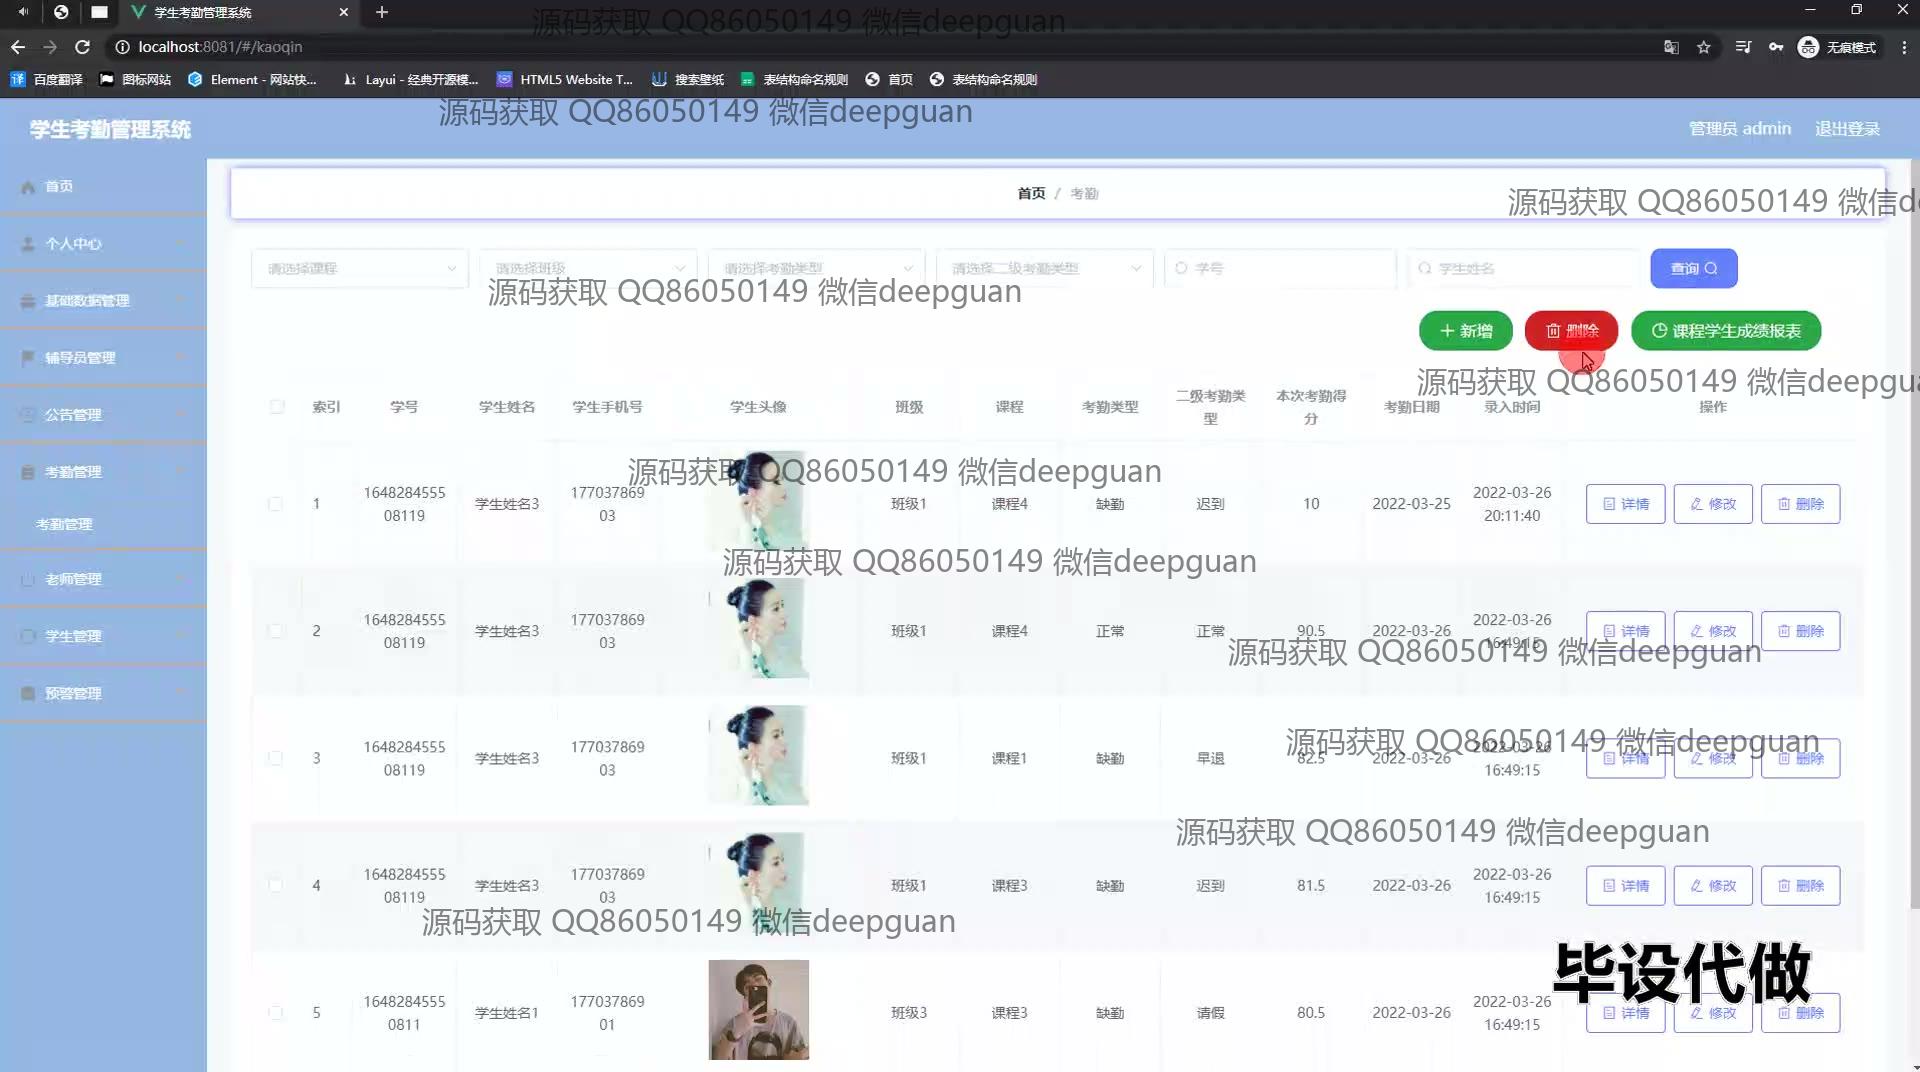 学生考勤管理系统
localhost:8081/#/kaoqin
无痕模式
百度翻译 图标网站 Element - 网站快... Layui - 经典开源模... HTML5 Website T... 搜索壁纸 表结构命名规则 首页 表结构命名规则
源码获取 QQ86050149 微信deepguan
源码获取 QQ86050149 微信deepguan
学生考勤管理系统
管理员 admin 退出登录
首页
个人中心
基础数据管理
辅导员管理
公告管理
考勤管理
考勤管理
老师管理
学生管理
预警管理
首页 / 考勤
源码获取 QQ86050149 微信d
请选择课程 请选择班级 请选择考勤类型 请选择二级考勤类型 学号 学生姓名 查询
源码获取 QQ86050149 微信deepguan
新增 删除 课程学生成绩报表
源码获取 QQ86050149 微信deepgua
索引 学号 学生姓名 学生手机号 学生头像 班级 课程 考勤类型 二级考勤类型 本次考勤得分 考勤日期 录入时间 操作
源码获取 QQ86050149 微信deepguan
1 164828455508119 学生姓名3 17703786903 班级1 课程4 缺勤 迟到 10 2022-03-25 2022-03-26 20:11:40 详情 修改 删除
源码获取 QQ86050149 微信deepguan
2 164828455508119 学生姓名3 17703786903 班级1 课程4 正常 正常 90.5 2022-03-26 2022-03-26 16:49:15 详情 修改 删除
源码获取 QQ86050149 微信deepguan
源码获取 QQ86050149 微信deepguan
3 164828455508119 学生姓名3 17703786903 班级1 课程1 缺勤 早退 82.5 2022-03-26 2022-03-26 16:49:15 详情 修改 删除
源码获取 QQ86050149 微信deepguan
4 164828455508119 学生姓名3 17703786903 班级1 课程3 缺勤 迟到 81.5 2022-03-26 2022-03-26 16:49:15 详情 修改 删除
源码获取 QQ86050149 微信deepguan
毕设代做
5 16482845550811 学生姓名1 17703786901 班级3 课程3 缺勤 请假 80.5 2022-03-26 2022-03-26 16:49:15 详情 修改 删除